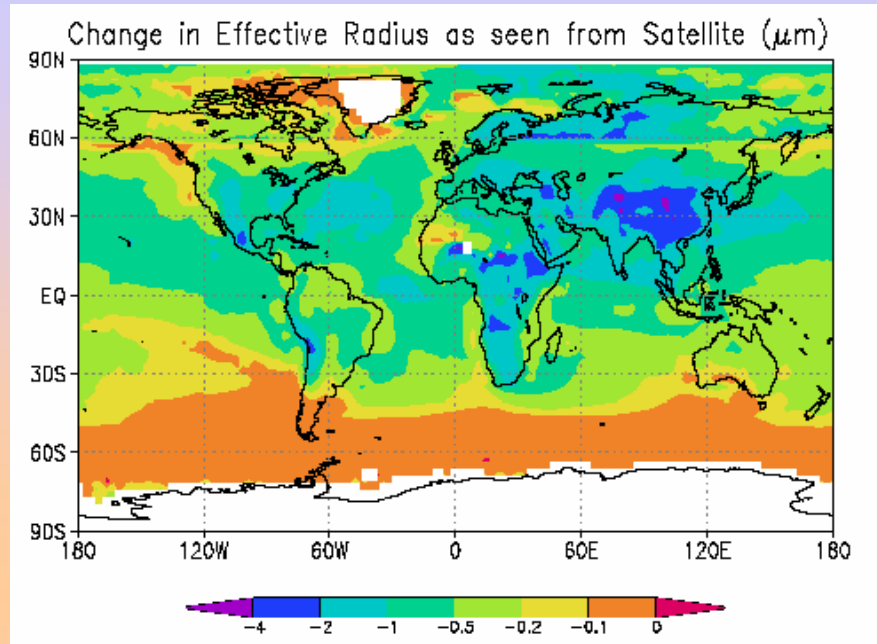 Change in Effective Radius as seen from Satellite (μm)
90N
60N
30N
EQ
30S
60S
90S
180 120W 60W 0 60E 120E 180
-4 -2 -1 -0.5 -0.2 -0.1 0